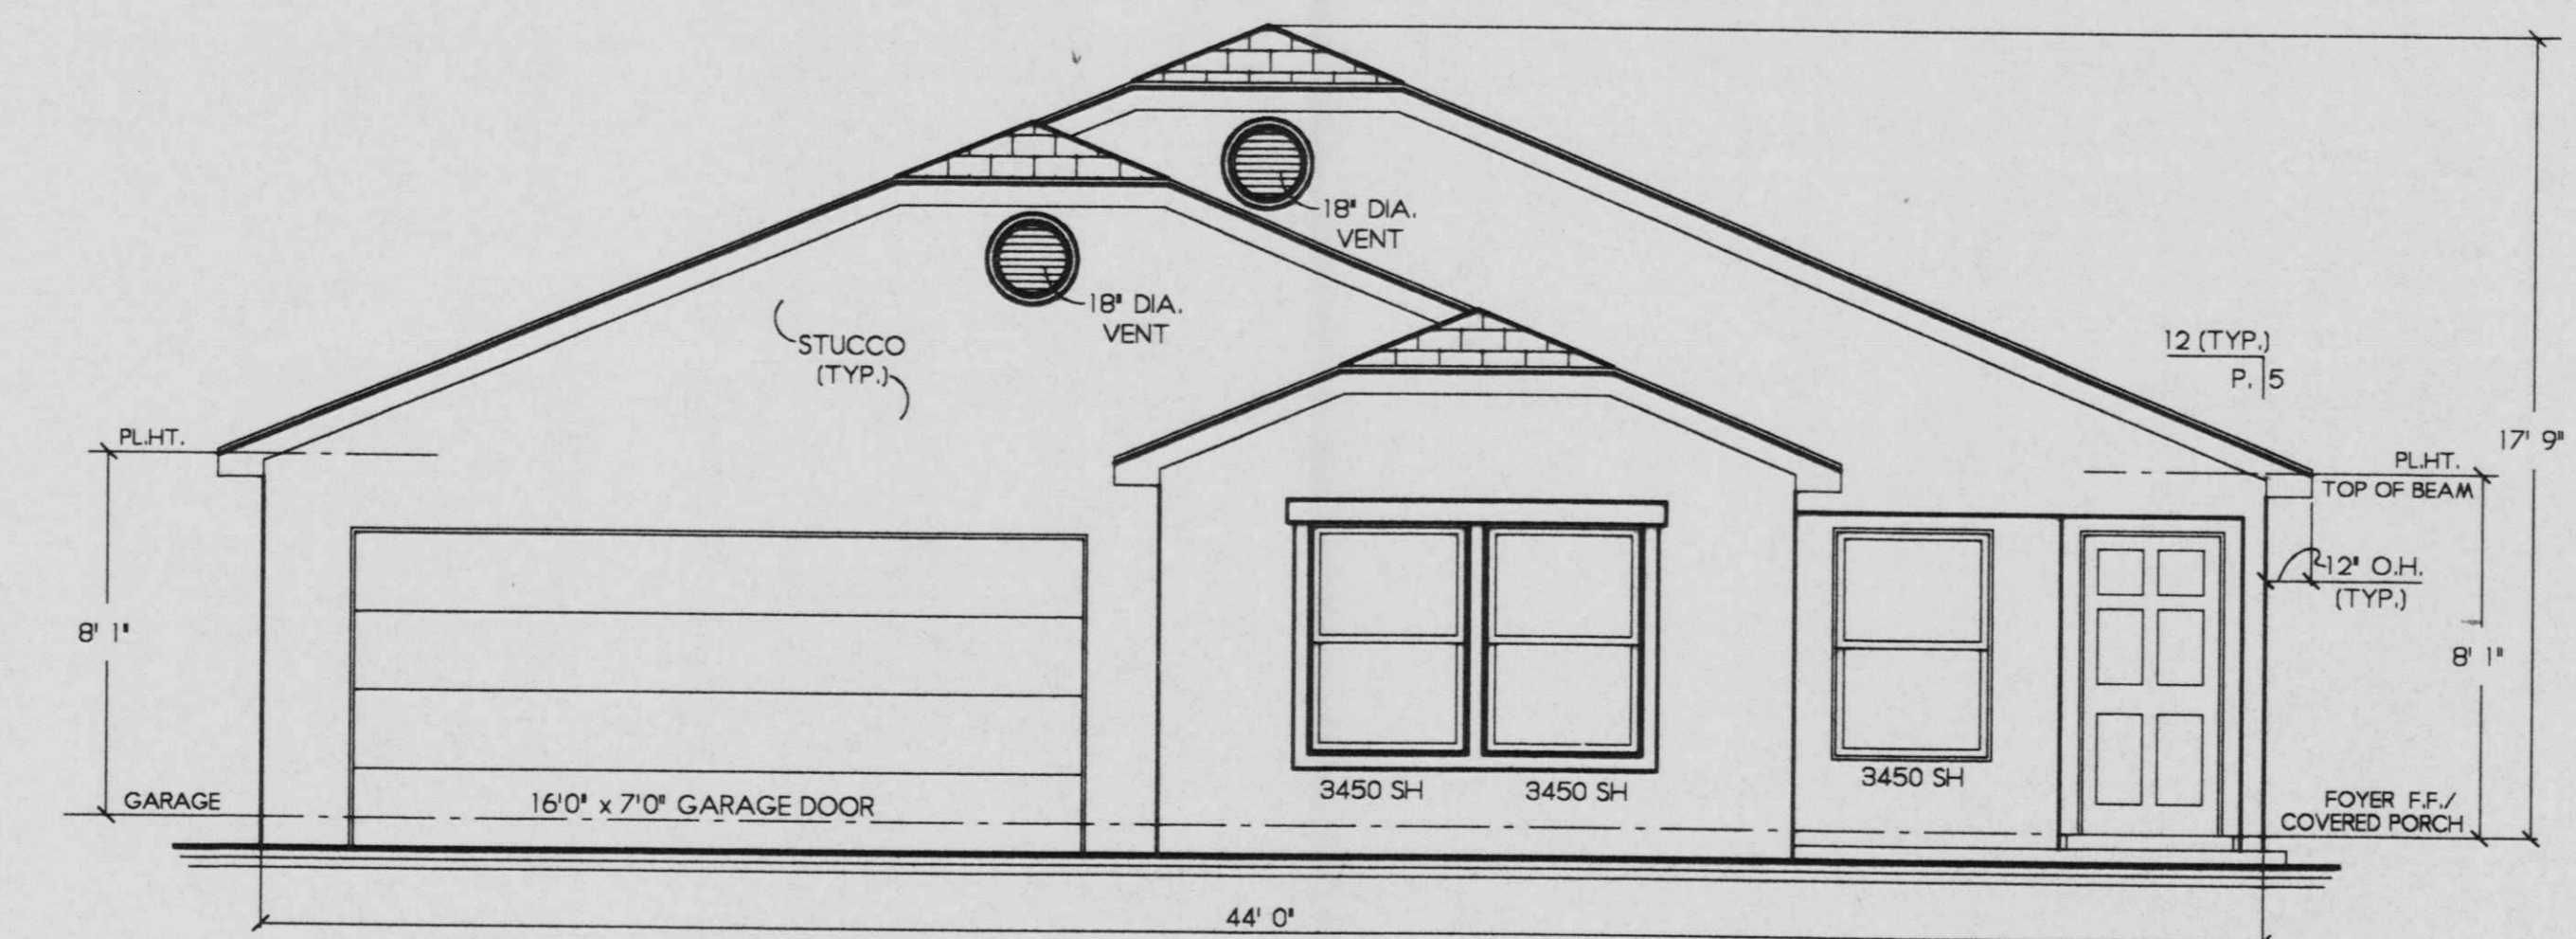 18" DIA.
VENT
18" DIA.
VENT
STUCCO
(TYP.)
12 (TYP.)
P. 5
17' 9"
PL.HT.
PL.HT.
TOP OF BEAM
12" O.H.
(TYP.)
8' 1"
8' 1"
GARAGE
16'0" x 7'0" GARAGE DOOR
3450 SH
3450 SH
3450 SH
FOYER F.F./
COVERED PORCH
44' 0"